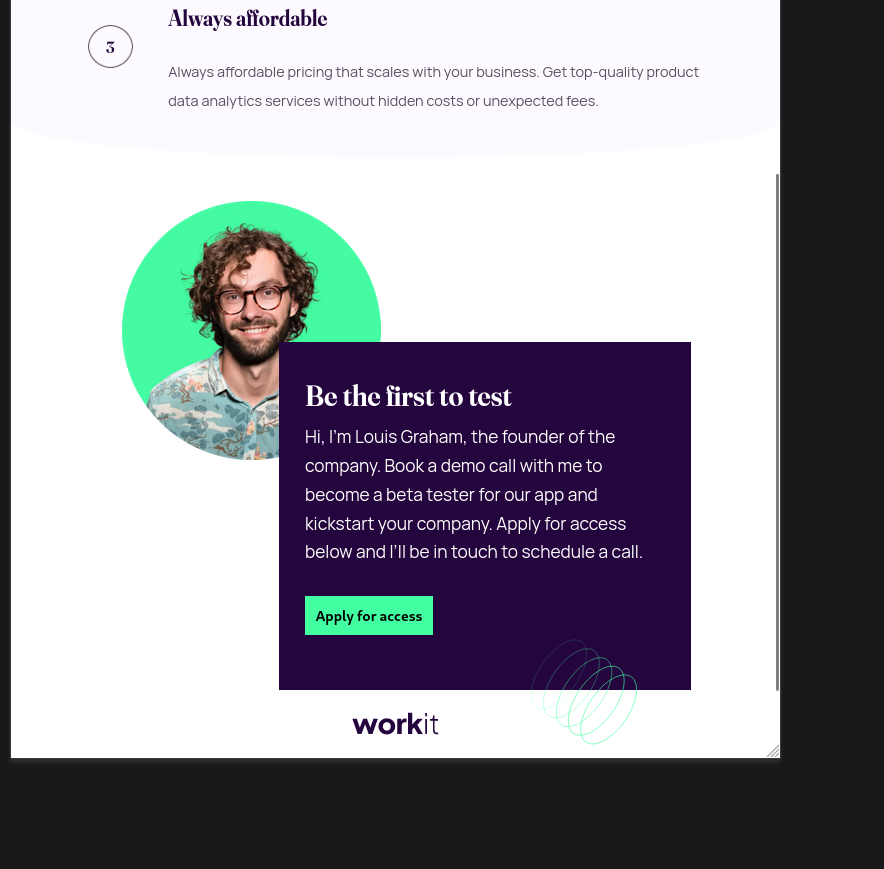 Always affordable
3
Always affordable pricing that scales with your business. Get top-quality product
data analytics services without hidden costs or unexpected fees.
Be the first to test
Hi, I'm Louis Graham, the founder of the
company. Book a demo call with me to
become a beta tester for our app and
kickstart your company. Apply for access
below and I'll be in touch to schedule a call.
Apply for access
workit